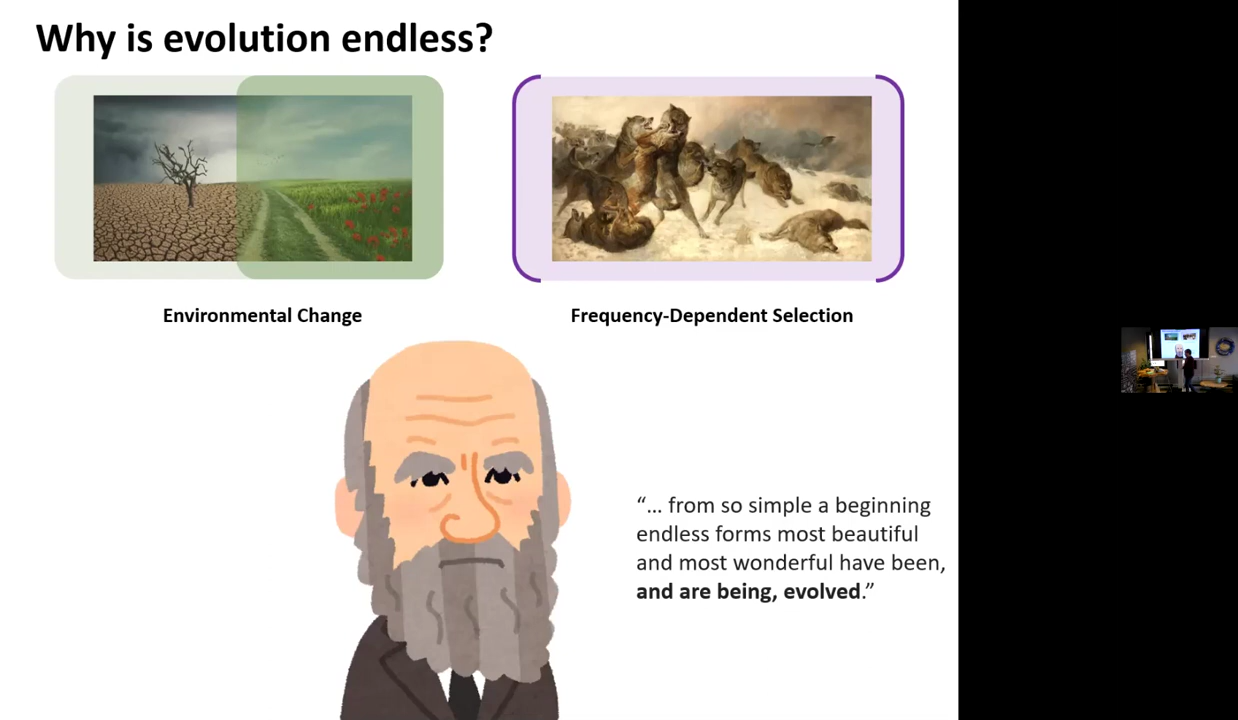 Why is evolution endless?
Environmental Change
Frequency-Dependent Selection
“... from so simple a beginning
endless forms most beautiful
and most wonderful have been,
and are being, evolved.”